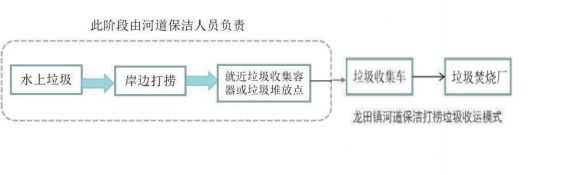 此阶段由河道保洁人员负责
水上垃圾
岸边打捞
就近垃圾收集容
器或垃圾堆放点
垃圾收集车
垃圾焚烧厂
龙田镇河道保洁打捞垃圾收运模式